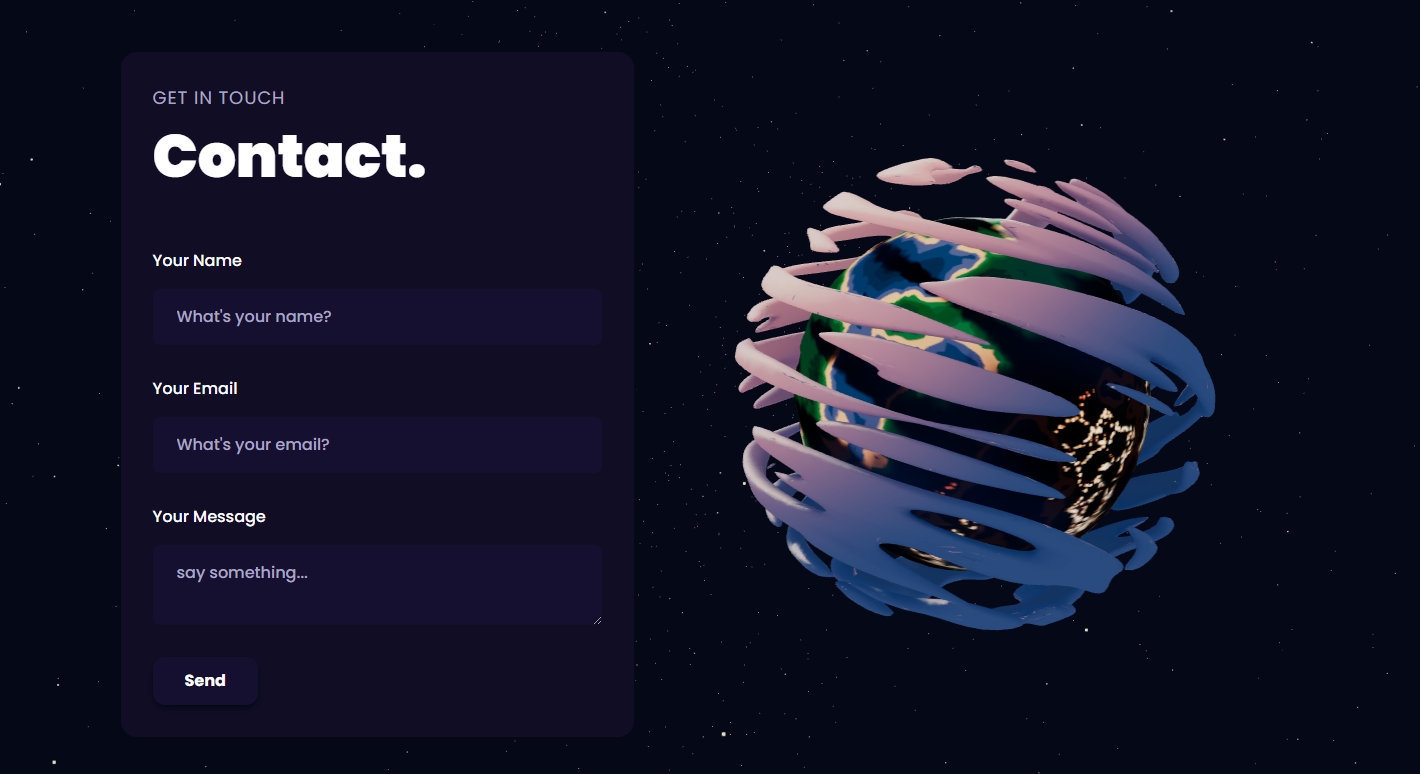 GET IN TOUCH
Contact.
Your Name
What's your name?
Your Email
What's your email?
Your Message
say something...
Send